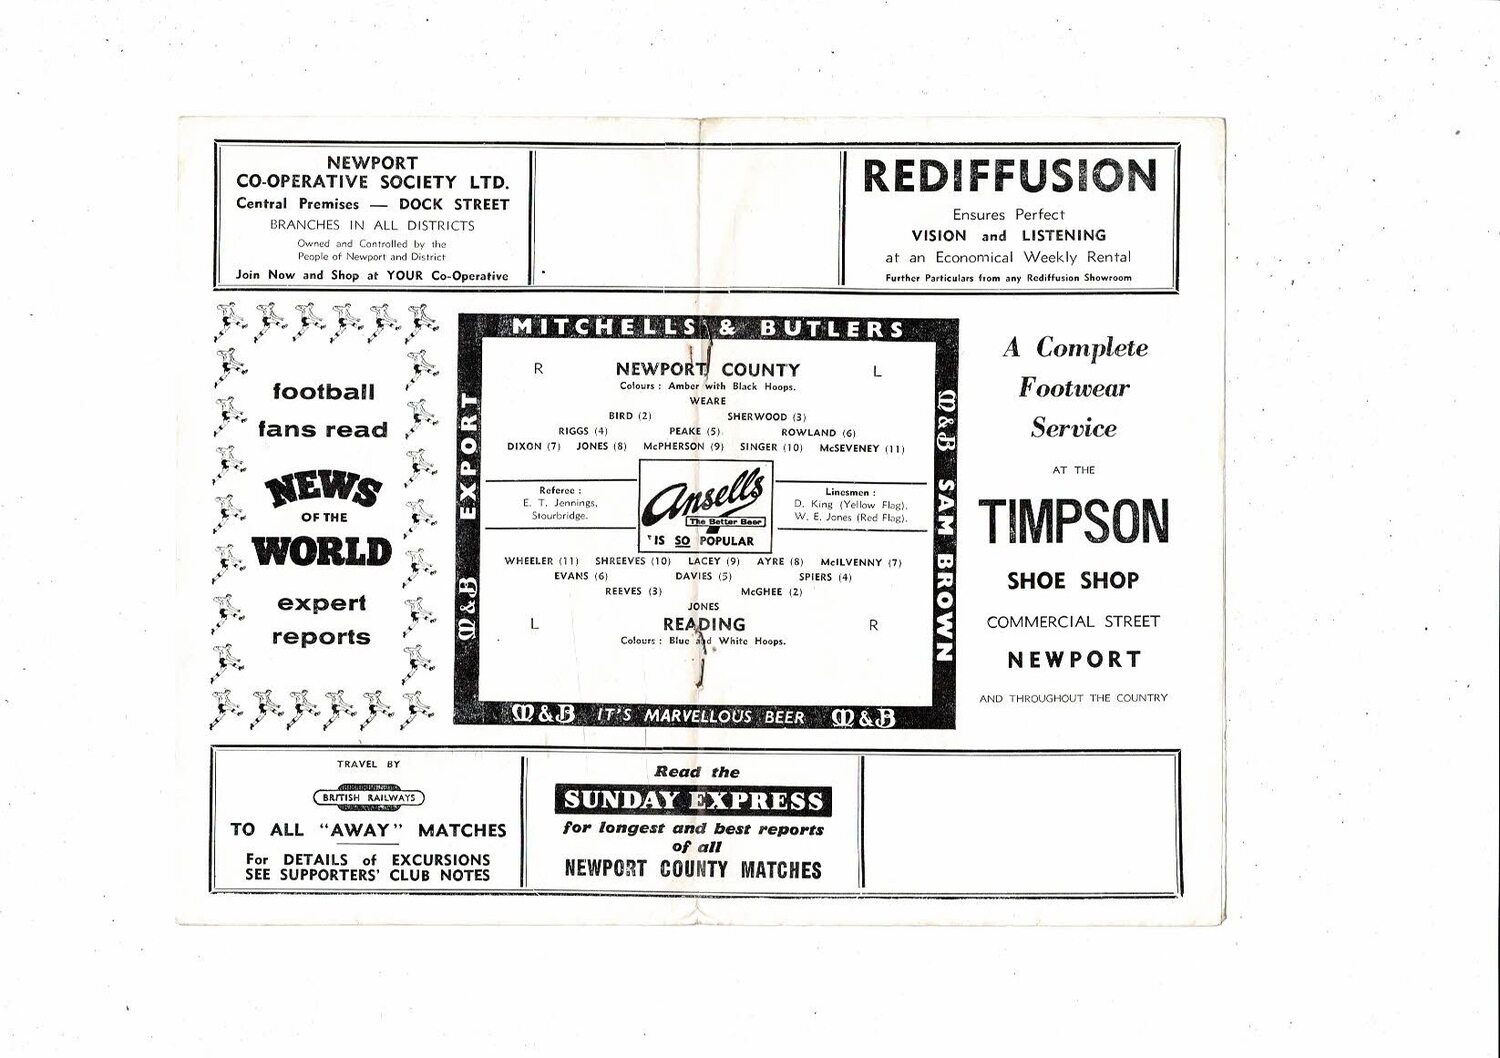 NEWPORT
CO-OPERATIVE SOCIETY LTD.
Central Premises — DOCK STREET
BRANCHES IN ALL DISTRICTS
Owned and Controlled by the
People of Newport and District
Join Now and Shop at YOUR Co-Operative
REDIFFUSION
Ensures Perfect
VISION and LISTENING
at an Economical Weekly Rental
Further Particulars from any Rediffusion Showroom
football
fans read
NEWS
OF THE
WORLD
expert
reports
MITCHELLS & BUTLERS
M&B EXPORT
R NEWPORT COUNTY L
Colours : Amber with Black Hoops.
WEARE
BIRD (2) SHERWOOD (3)
RIGGS (4) PEAKE (5) ROWLAND (6)
DIXON (7) JONES (8) McPHERSON (9) SINGER (10) McSEVENEY (11)
Referee :
E. T. Jennings,
Stourbridge.
Ansells
The Better Beer
'IS SO POPULAR
Linesmen :
D. King (Yellow Flag).
W. E. Jones (Red Flag).
WHEELER (11) SHREEVES (10) LACEY (9) AYRE (8) McILVENNY (7)
EVANS (6) DAVIES (5) SPIERS (4)
REEVES (3) McGHEE (2)
JONES
L READING R
Colours : Blue and White Hoops.
M&B SAM BROWN
M&B IT'S MARVELLOUS BEER M&B
A Complete
Footwear
Service
AT THE
TIMPSON
SHOE SHOP
COMMERCIAL STREET
NEWPORT
AND THROUGHOUT THE COUNTRY
TRAVEL BY
BRITISH RAILWAYS
TO ALL "AWAY" MATCHES
For DETAILS of EXCURSIONS
SEE SUPPORTERS' CLUB NOTES
Read the
SUNDAY EXPRESS
for longest and best reports
of all
NEWPORT COUNTY MATCHES